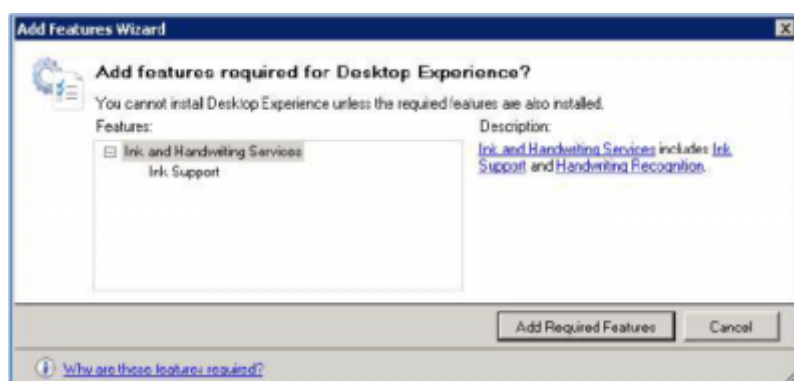 Add Features Wizard
Add features required for Desktop Experience?
You cannot install Desktop Experience unless the required features are also installed.
Features:
Description:
Ink and Handwriting Services
Ink Support
Ink and Handwriting Services includes Ink
Support and Handwriting Recognition.
Add Required Features
Cancel
Why are these features required?